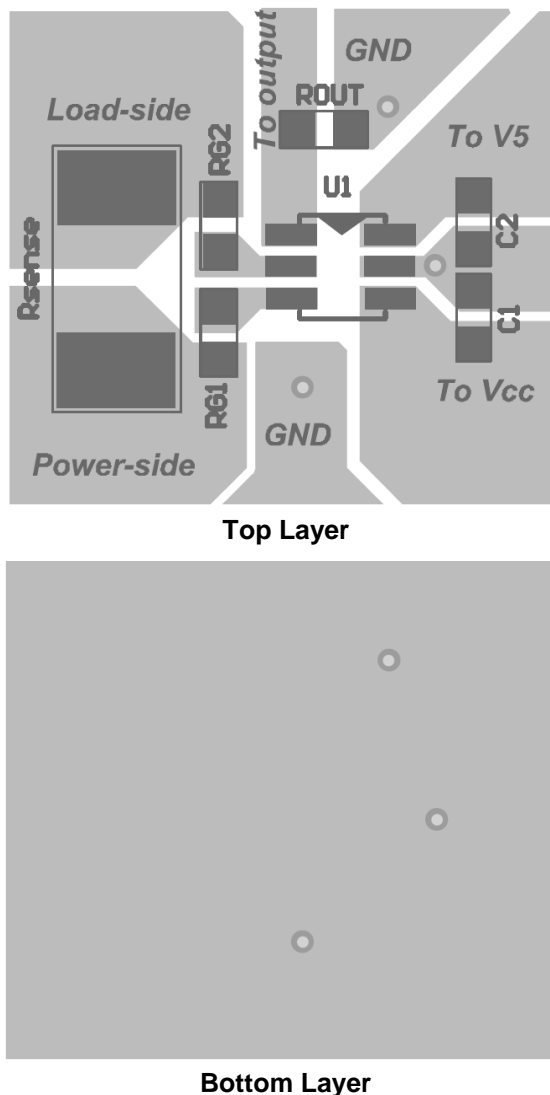 To output
GND
ROUT
Load-side
RG2
To V5
U1
C2
Rsense
C1
RG1
To Vcc
GND
Power-side
Top Layer
Bottom Layer